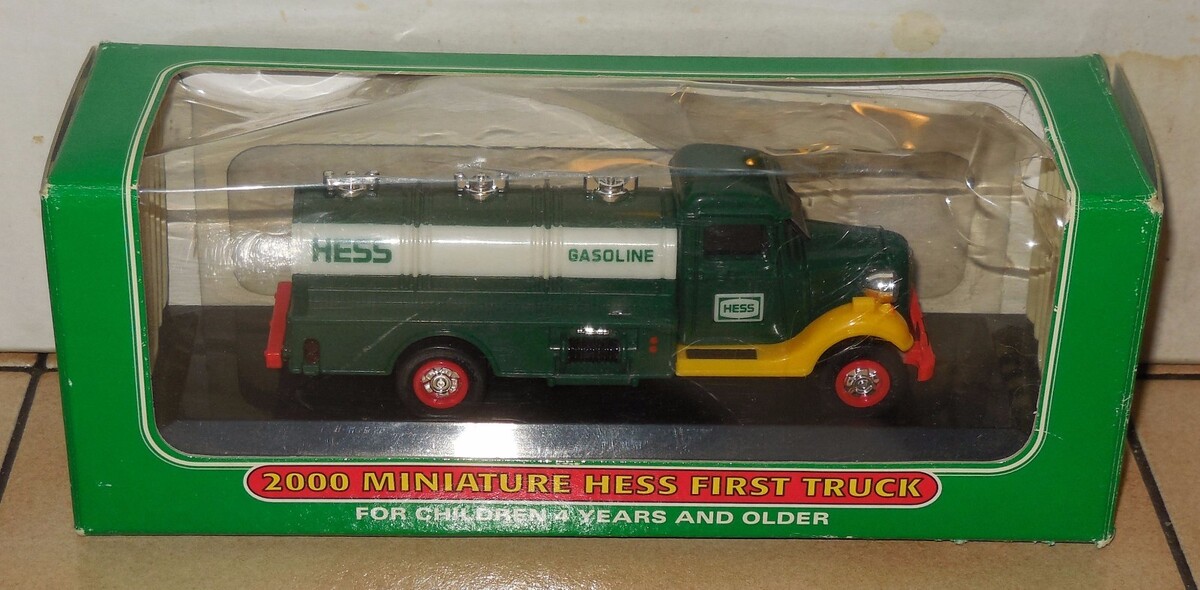 HESS
GASOLINE
HESS
2000 MINIATURE HESS FIRST TRUCK
FOR CHILDREN 4 YEARS AND OLDER